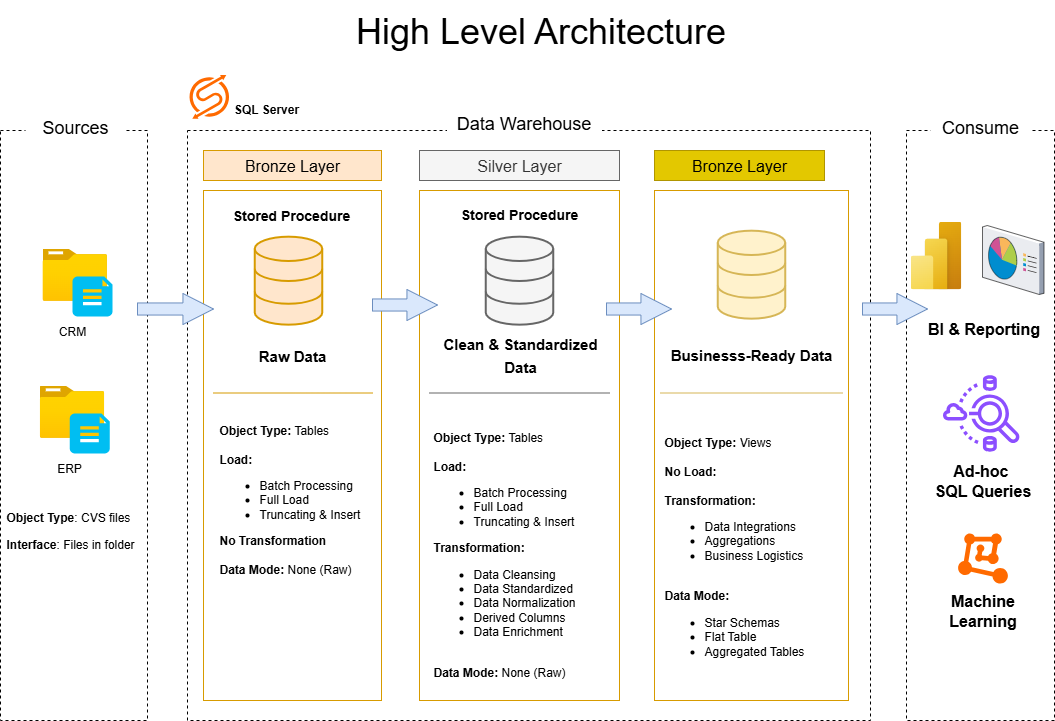 High Level Architecture
SQL Server
Sources
Data Warehouse
Consume
Bronze Layer
Silver Layer
Bronze Layer
CRM
ERP
Object Type: CVS files
Interface: Files in folder
Stored Procedure
Raw Data
Object Type: Tables
Load:
Batch Processing
Full Load
Truncating & Insert
No Transformation
Data Mode: None (Raw)
Stored Procedure
Clean & Standardized
Data
Object Type: Tables
Load:
Batch Processing
Full Load
Truncating & Insert
Transformation:
Data Cleansing
Data Standardized
Data Normalization
Derived Columns
Data Enrichment
Data Mode: None (Raw)
Businesss-Ready Data
Object Type: Views
No Load:
Transformation:
Data Integrations
Aggregations
Business Logistics
Data Mode:
Star Schemas
Flat Table
Aggregated Tables
BI & Reporting
Ad-hoc
SQL Queries
Machine
Learning